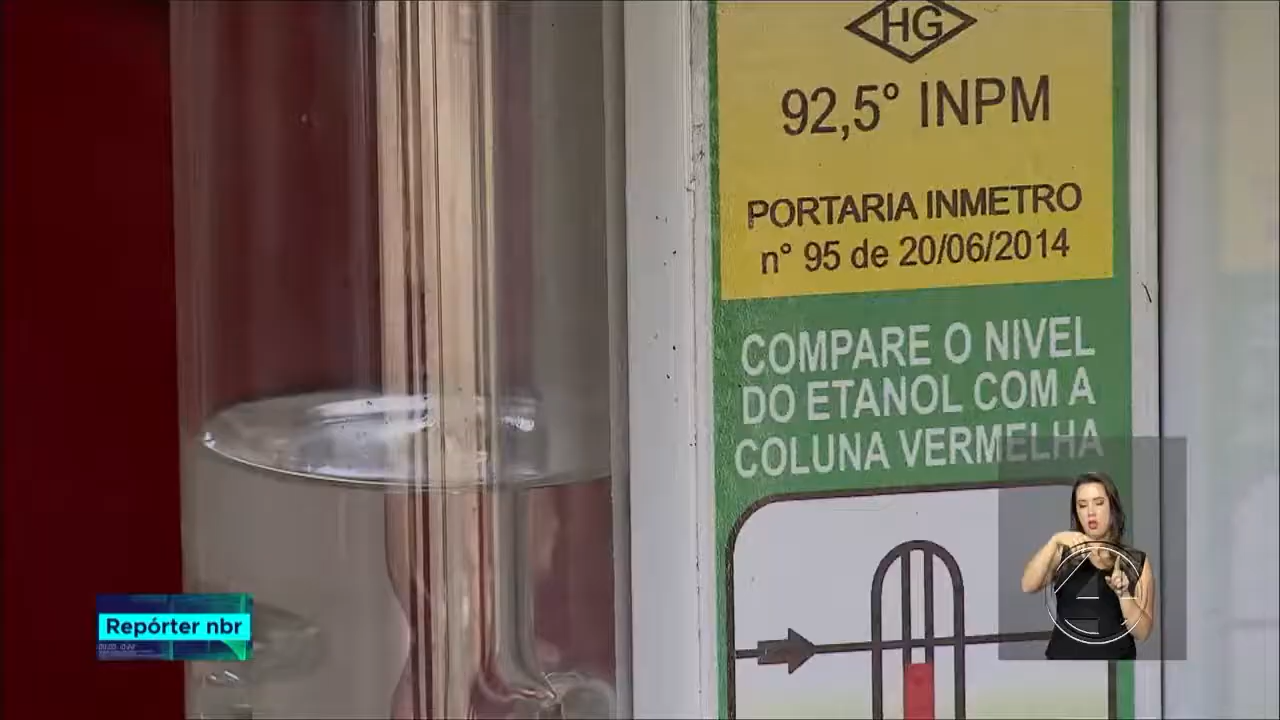 HG
92,5° INPM
PORTARIA INMETRO
n° 95 de 20/06/2014
COMPARE O NIVEL
DO ETANOL COM A
COLUNA VERMELHA
Repórter nbr